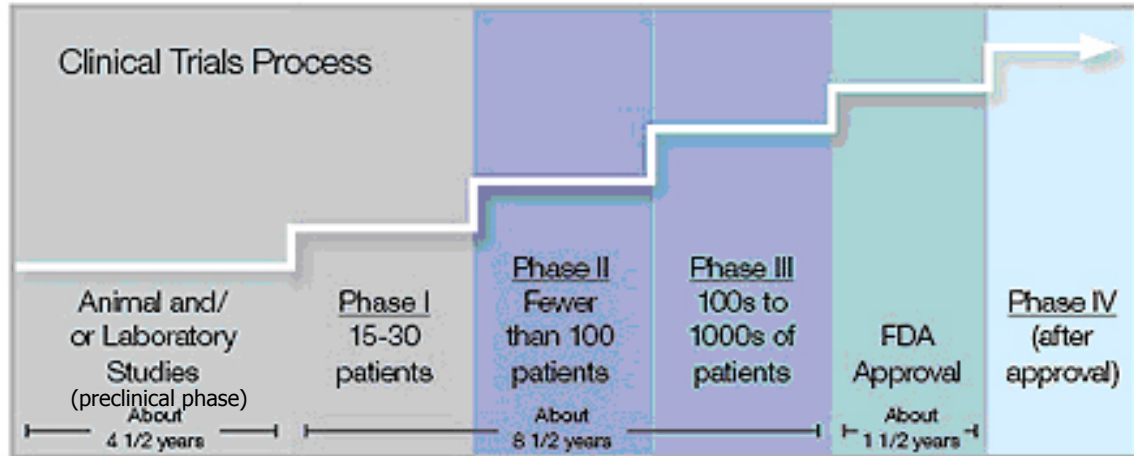 Clinical Trials Process
Animal and/
or Laboratory
Studies
(preclinical phase)
About
4 1/2 years
Phase I
15-30
patients
Phase II
Fewer
than 100
patients
Phase III
100s to
1000s of
patients
About
8 1/2 years
FDA
Approval
About
1 1/2 years
Phase IV
(after
approval)